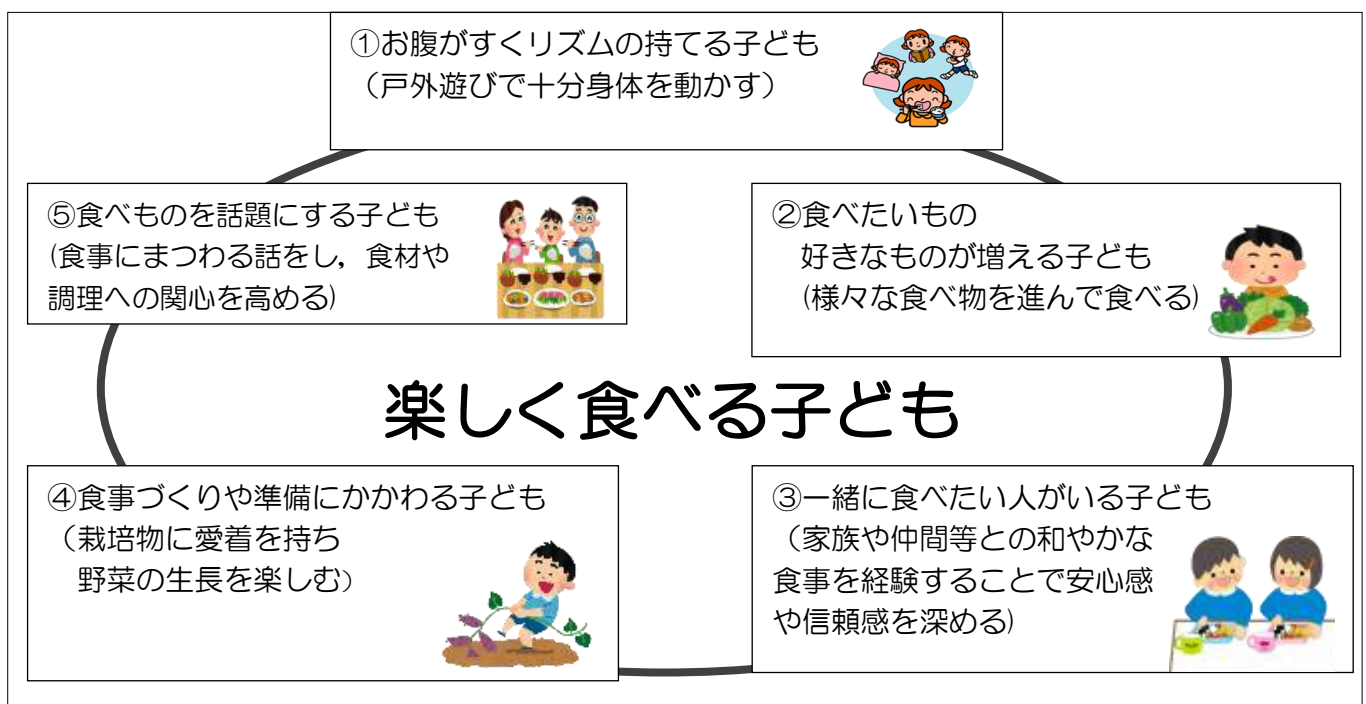 ①お腹がすくリズムの持てる子ども
（戸外遊びで十分身体を動かす）
②食べたいもの
好きなものが増える子ども
(様々な食べ物を進んで食べる)
③一緒に食べたい人がいる子ども
（家族や仲間等との和やかな
食事を経験することで安心感
や信頼感を深める)
④食事づくりや準備にかかわる子ども
（栽培物に愛着を持ち
野菜の生長を楽しむ）
⑤食べものを話題にする子ども
(食事にまつわる話をし，食材や
調理への関心を高める)
楽しく食べる子ども